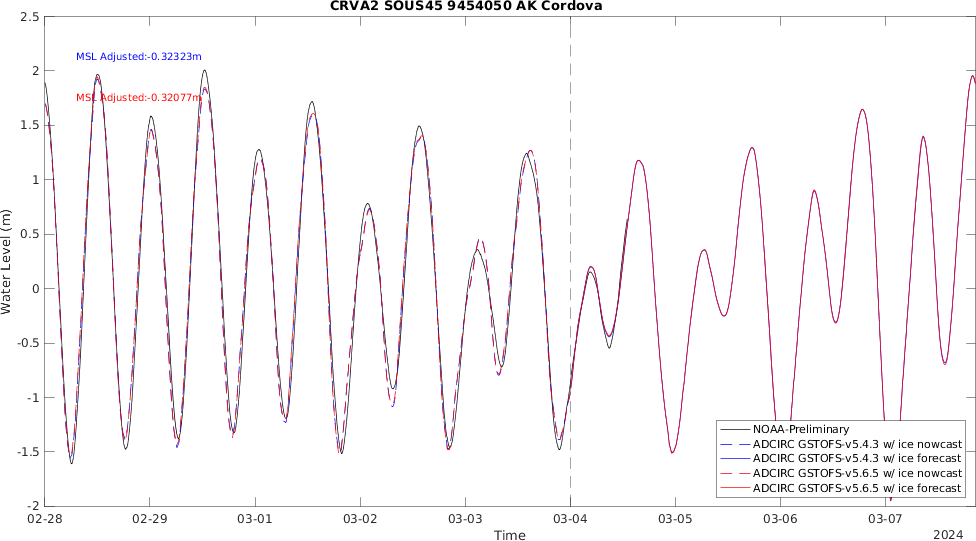 CRVA2 SOUS45 9454050 AK Cordova
2.5
2
1.5
1
0.5
0
-0.5
-1
-1.5
-2
Water Level (m)
MSL Adjusted:-0.32323m
MSL Adjusted:-0.32077m
NOAA-Preliminary
ADCIRC GSTOFS-v5.4.3 w/ ice nowcast
ADCIRC GSTOFS-v5.4.3 w/ ice forecast
ADCIRC GSTOFS-v5.6.5 w/ ice nowcast
ADCIRC GSTOFS-v5.6.5 w/ ice forecast
02-28 02-29 03-01 03-02 03-03 03-04 03-05 03-06 03-07
Time
2024